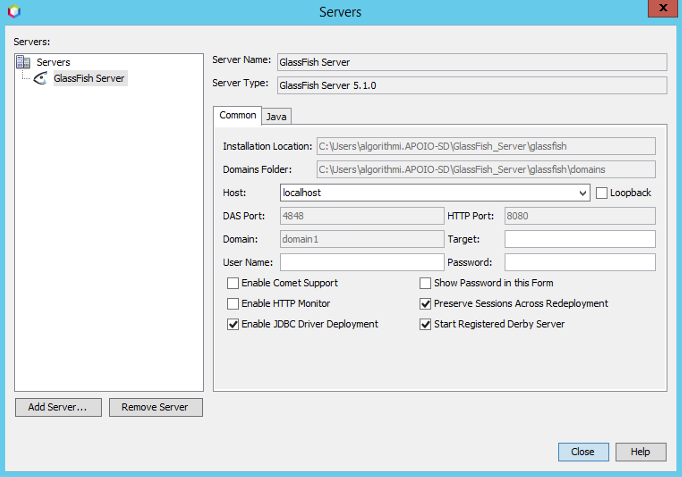 Servers
X
Servers:
Servers
GlassFish Server
Server Name: GlassFish Server
Server Type: GlassFish Server 5.1.0
Common Java
Installation Location: C:\Users\algorithmi.APOIO-SD\GlassFish_Server\glassfish
Domains Folder: C:\Users\algorithmi.APOIO-SD\GlassFish_Server\glassfish\domains
Host: localhost Loopback
DAS Port: 4848 HTTP Port: 8080
Domain: domain1 Target:
User Name: Password:
Enable Comet Support Show Password in this Form
Enable HTTP Monitor Preserve Sessions Across Redeployment
Enable JDBC Driver Deployment Start Registered Derby Server
Add Server... Remove Server
Close Help